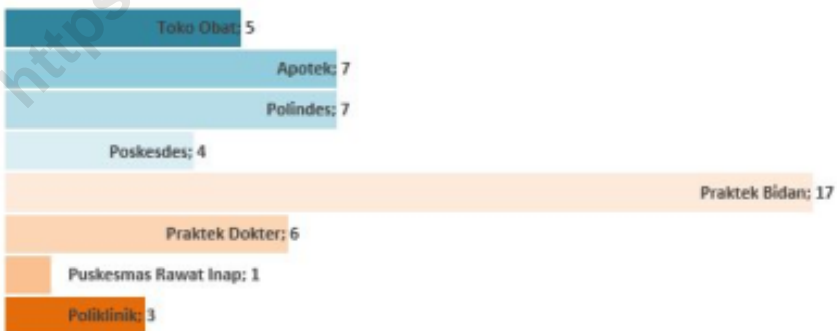 Toko Obat; 5
Apotek; 7
Polindes; 7
Poskesdes; 4
Praktek Bidan; 17
Praktek Dokter; 6
Puskesmas Rawat Inap; 1
Poliklinik; 3
https